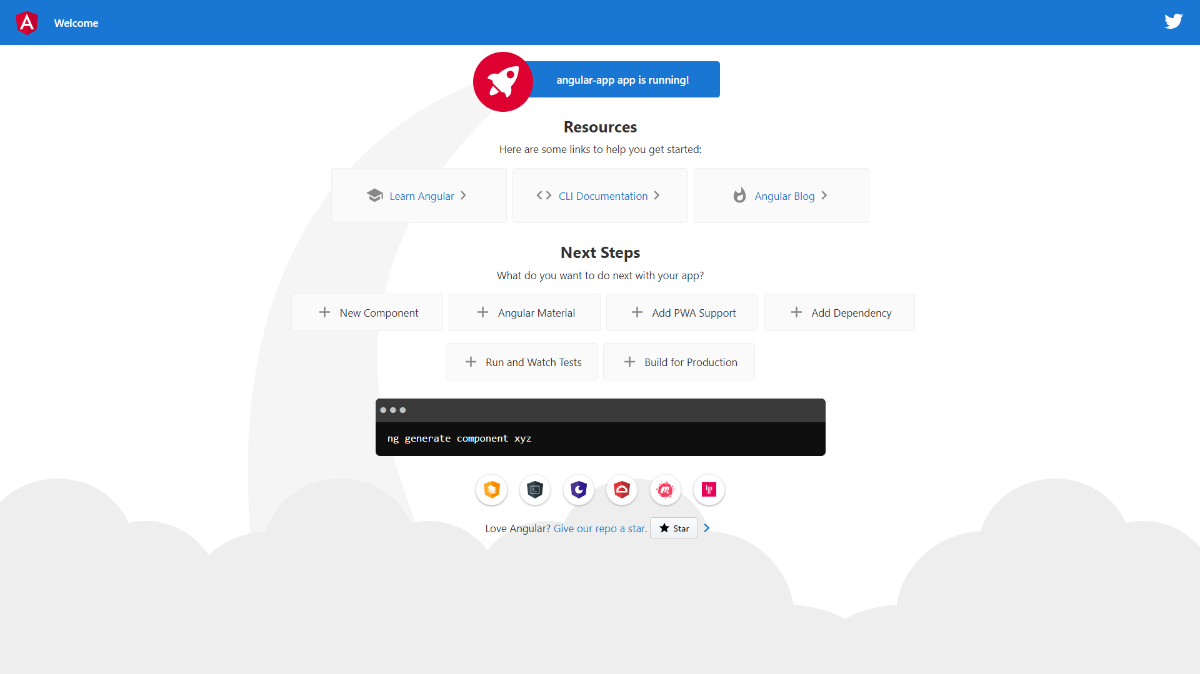 Welcome
angular-app app is running!
Resources
Here are some links to help you get started:
Learn Angular
CLI Documentation
Angular Blog
Next Steps
What do you want to do next with your app?
New Component
Angular Material
Add PWA Support
Add Dependency
Run and Watch Tests
Build for Production
ng generate component xyz
Love Angular? Give our repo a star. Star